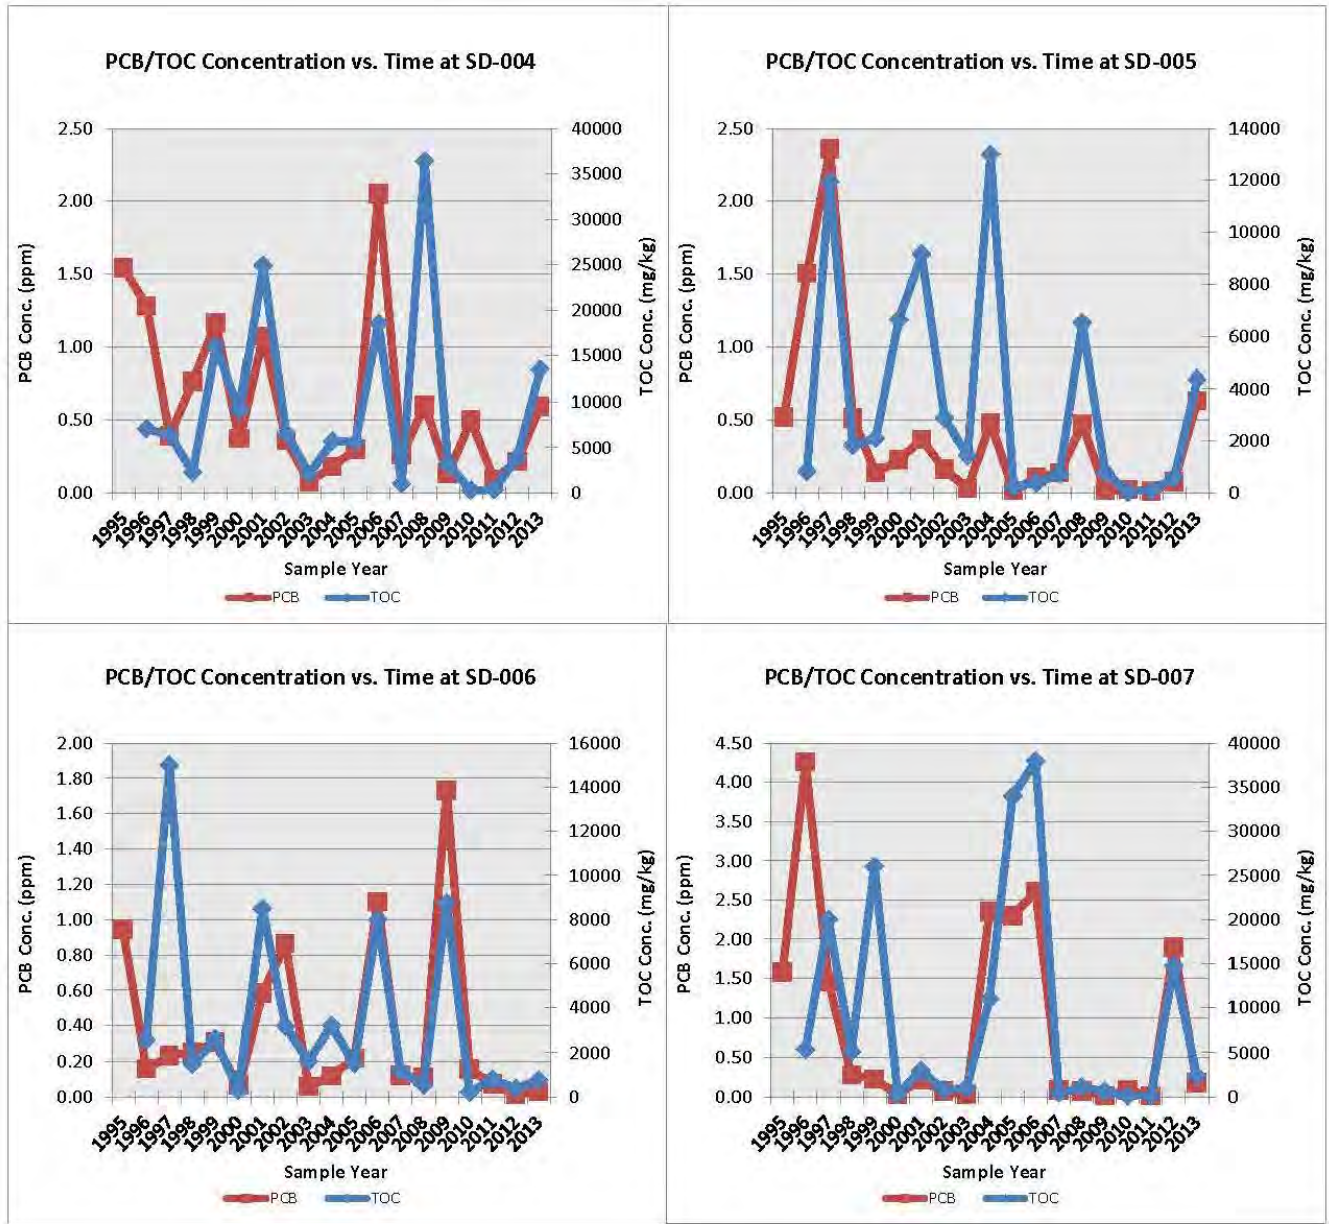 PCB/TOC Concentration vs. Time at SD-004
2.50
2.00
1.50
1.00
0.50
0.00
PCB Conc. (ppm)
40000
35000
30000
25000
20000
15000
10000
5000
0
TOC Conc. (mg/kg)
1995 1996 1997 1998 1999 2000 2001 2002 2003 2004 2005 2006 2007 2008 2009 2010 2011 2012 2013
Sample Year
PCB TOC
PCB/TOC Concentration vs. Time at SD-005
2.50
2.00
1.50
1.00
0.50
0.00
PCB Conc. (ppm)
14000
12000
10000
8000
6000
4000
2000
0
TOC Conc. (mg/kg)
1995 1996 1997 1998 1999 2000 2001 2002 2003 2004 2005 2006 2007 2008 2009 2010 2011 2012 2013
Sample Year
PCB TOC
PCB/TOC Concentration vs. Time at SD-006
2.00
1.80
1.60
1.40
1.20
1.00
0.80
0.60
0.40
0.20
0.00
PCB Conc. (ppm)
16000
14000
12000
10000
8000
6000
4000
2000
0
TOC Conc. (mg/kg)
1995 1996 1997 1998 1999 2000 2001 2002 2003 2004 2005 2006 2007 2008 2009 2010 2011 2012 2013
Sample Year
PCB TOC
PCB/TOC Concentration vs. Time at SD-007
4.50
4.00
3.50
3.00
2.50
2.00
1.50
1.00
0.50
0.00
PCB Conc. (ppm)
40000
35000
30000
25000
20000
15000
10000
5000
0
TOC Conc. (mg/kg)
1995 1996 1997 1998 1999 2000 2001 2002 2003 2004 2005 2006 2007 2008 2009 2010 2011 2012 2013
Sample Year
PCB TOC